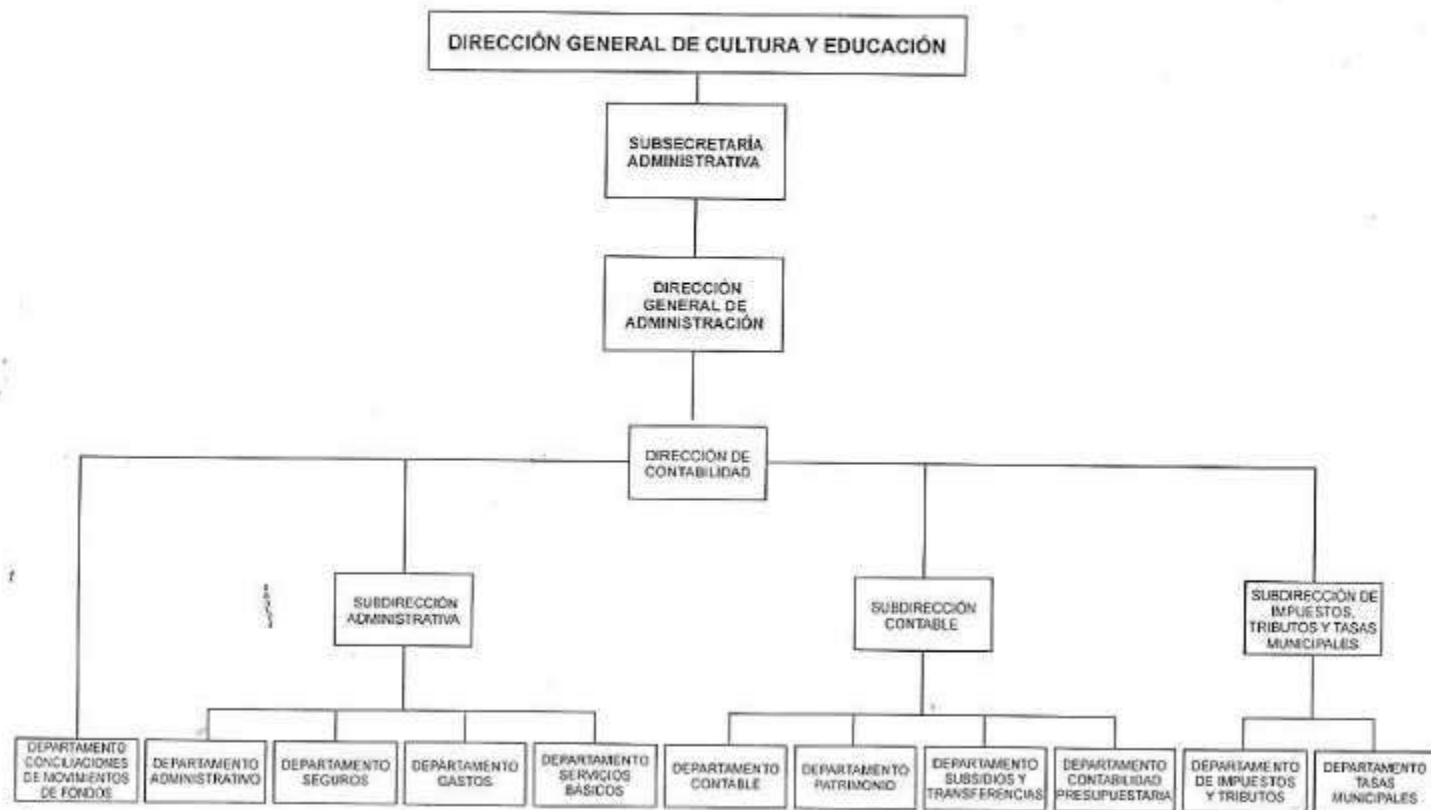 DIRECCIÓN GENERAL DE CULTURA Y EDUCACIÓN
SUBSECRETARÍA
ADMINISTRATIVA
DIRECCIÓN
GENERAL DE
ADMINISTRACIÓN
DIRECCIÓN DE
CONTABILIDAD
SUBDIRECCIÓN
ADMINISTRATIVA
SUBDIRECCIÓN
CONTABLE
SUBDIRECCIÓN DE
IMPUESTOS,
TRIBUTOS Y TASAS
MUNICIPALES
DEPARTAMENTO
CONCILIACIONES
DE MOVIMIENTOS
DE FONDOS
DEPARTAMENTO
ADMINISTRATIVO
DEPARTAMENTO
SEGUROS
DEPARTAMENTO
GASTOS
DEPARTAMENTO
SERVICIOS
BÁSICOS
DEPARTAMENTO
CONTABLE
DEPARTAMENTO
PATRIMONIO
DEPARTAMENTO
SUBSIDIOS Y
TRANSFERENCIAS
DEPARTAMENTO
CONTABILIDAD
PRESUPUESTARIA
DEPARTAMENTO
DE IMPUESTOS
Y TRIBUTOS
DEPARTAMENTO
TASAS
MUNICIPALES